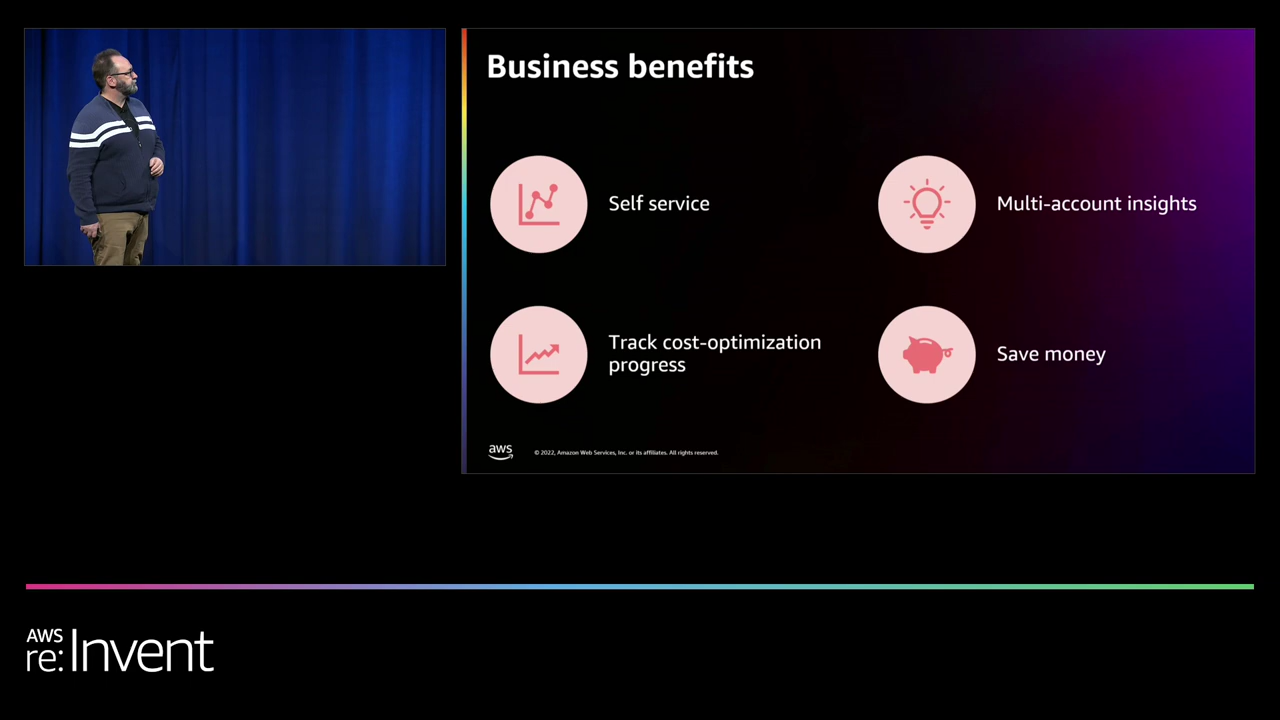 Business benefits
Self service
Multi-account insights
Track cost-optimization
progress
Save money
aws
© 2022, Amazon Web Services, Inc. or its affiliates. All rights reserved.
AWS
re:Invent